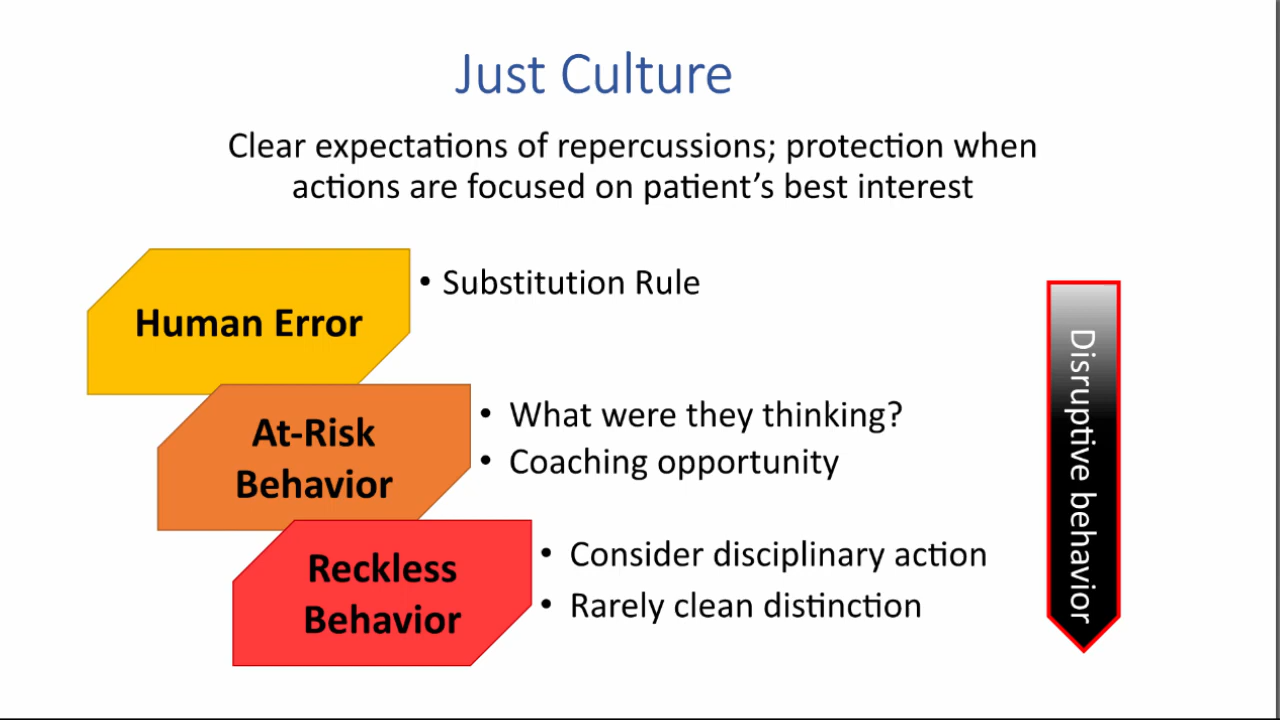 Just Culture
Clear expectations of repercussions; protection when
actions are focused on patient’s best interest
Human Error
• Substitution Rule
At-Risk
Behavior
• What were they thinking?
• Coaching opportunity
Reckless
Behavior
• Consider disciplinary action
• Rarely clean distinction
Disruptive behavior